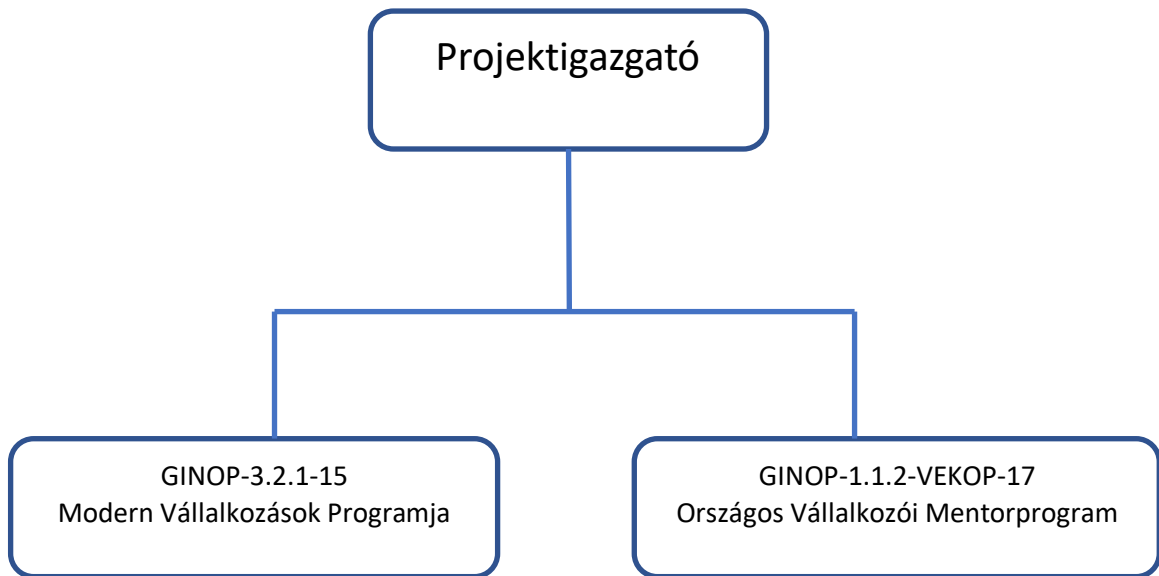 Projektigazgató
GINOP-3.2.1-15
Modern Vállalkozások Programja
GINOP-1.1.2-VEKOP-17
Országos Vállalkozói Mentorprogram